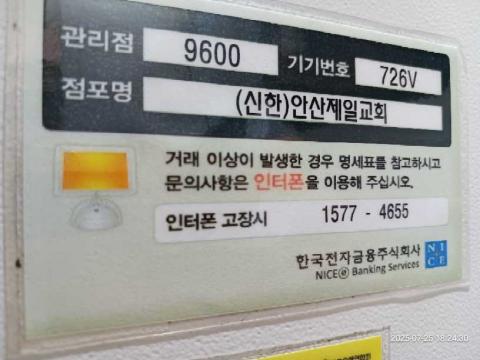 관리점 9600 기기번호 726V
점포명 (신한)안산제일교회
거래 이상이 발생한 경우 명세표를 참고하시고
문의사항은 인터폰을 이용해 주십시오.
인터폰 고장시 1577 - 4655
한국전자금융주식회사
NICE@ Banking Services
NICE
2025-07-25 18:24:30